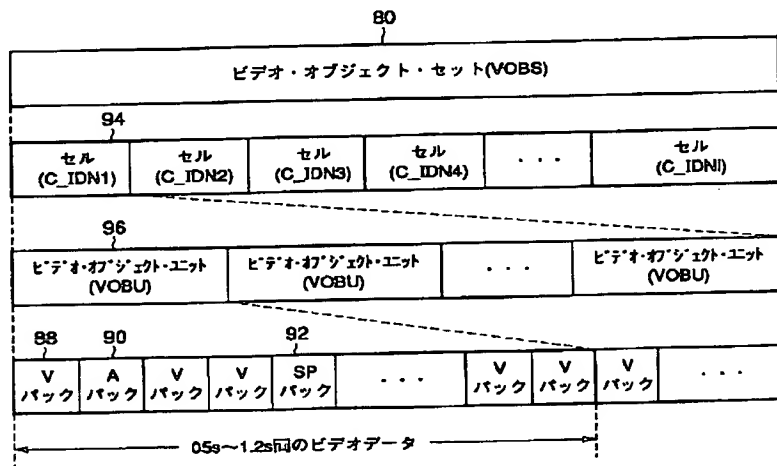 80
ビデオ・オブジェクト・セット(VOBS)
94
セル (C_IDN1) セル (C_IDN2) セル (C_IDN3) セル (C_IDN4) ・・・ セル (C_IDNl)
96
ビデオ・オブジェクト・ユニット (VOBU) ビデオ・オブジェクト・ユニット (VOBU) ・・・ ビデオ・オブジェクト・ユニット (VOBU)
88 90 92
V パック A パック V パック V パック SP パック ・・・ V パック V パック V パック ・・・
05s~1.2s回のビデオデータ